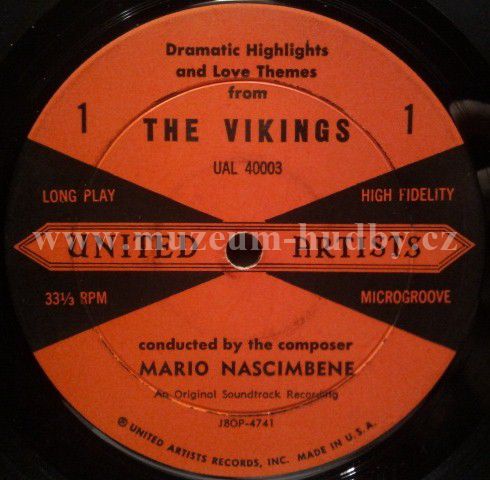 Dramatic Highlights
and Love Themes
from
1 THE VIKINGS 1
UAL 40003
LONG PLAY HIGH FIDELITY
www.muzeum-hudby.cz
UNITED ARTISTS
33⅓ RPM MICROGROOVE
conducted by the composer
MARIO NASCIMBENE
An Original Soundtrack Recording
J8OP-4741
® UNITED ARTISTS RECORDS, INC. MADE IN U.S.A.